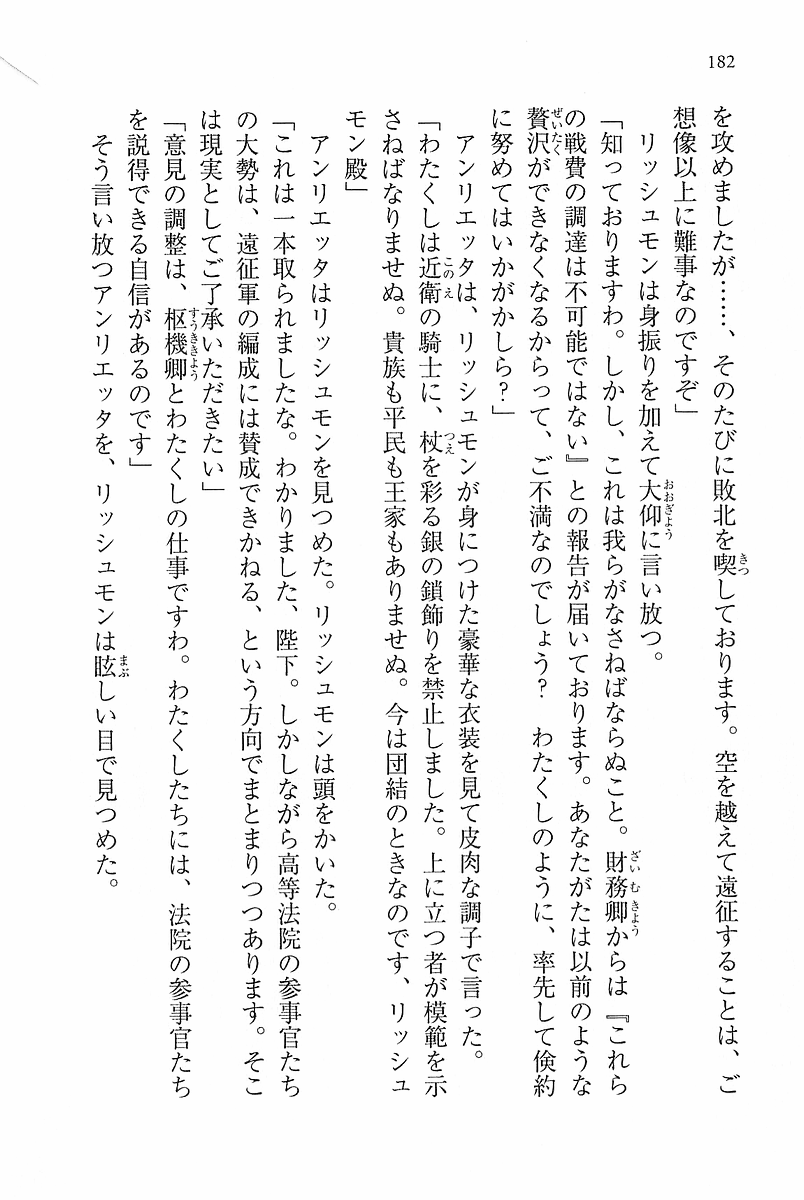 182
を攻めましたが……、そのたびに敗北を喫しております。空を越えて遠征することは、ご
想像以上に難事なのですぞ」
　リッシュモンは身振りを加えて大仰に言い放つ。
「知っておりますわ。しかし、これは我らがなさねばならぬこと。財務卿からは『これら
の戦費の調達は不可能ではない』との報告が届いております。あなたがたは以前のような
贅沢ができなくなるからって、ご不満なのでしょう？　わたくしのように、率先して倹約
に努めてはいかがかしら？」
　アンリエッタは、リッシュモンが身につけた豪華な衣装を見て皮肉な調子で言った。
「わたくしは近衛の騎士に、杖を彩る銀の鎖飾りを禁止しました。上に立つ者が模範を示
さねばなりませぬ。貴族も平民も王家もありませぬ。今は団結のときなのです、リッシュ
モン殿」
　アンリエッタはリッシュモンを見つめた。リッシュモンは頭をかいた。
「これは一本取られましたな。わかりました、陛下。しかしながら高等法院の参事官たち
の大勢は、遠征軍の編成には賛成できかねる、という方向でまとまりつつあります。そこ
は現実としてご了承いただきたい」
「意見の調整は、枢機卿とわたくしの仕事ですわ。わたくしたちには、法院の参事官たち
を説得できる自信があるのです」
　そう言い放つアンリエッタを、リッシュモンは眩しい目で見つめた。